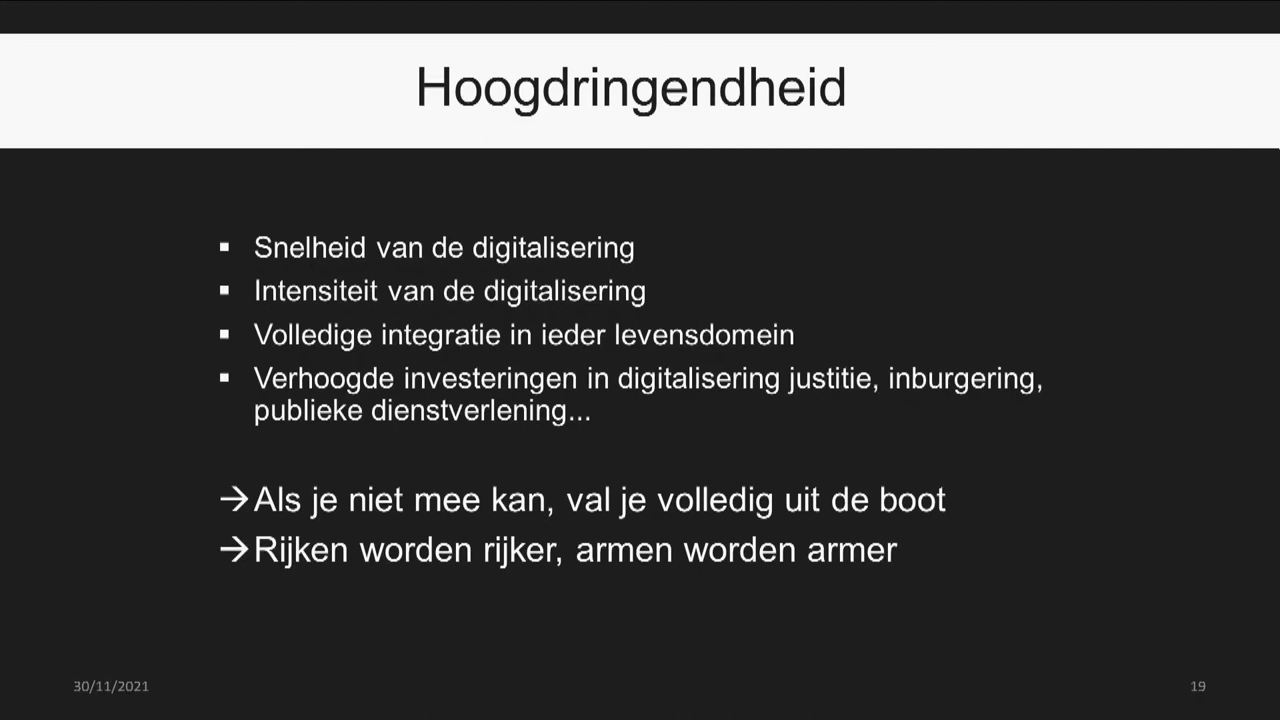 Hoogdringendheid
▪ Snelheid van de digitalisering
▪ Intensiteit van de digitalisering
▪ Volledige integratie in ieder levensdomein
▪ Verhoogde investeringen in digitalisering justitie, inburgering,
publieke dienstverlening...
→Als je niet mee kan, val je volledig uit de boot
→Rijken worden rijker, armen worden armer
30/11/2021
19